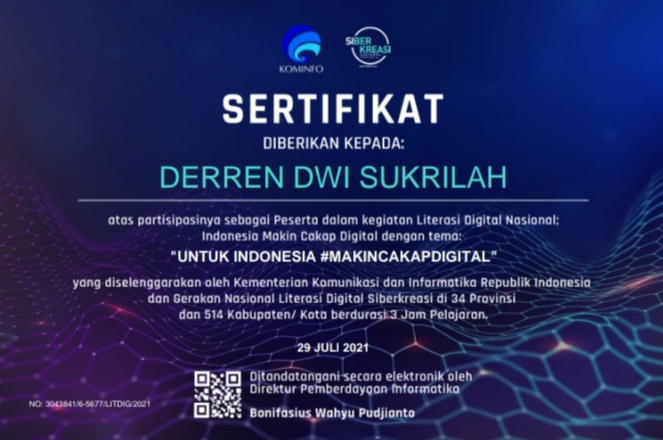 KOMINFO
SIBER
KREASI
SERTIFIKAT
DIBERIKAN KEPADA:
DERREN DWI SUKRILAH
atas partisipasinya sebagai Peserta dalam kegiatan Literasi Digital Nasional;
Indonesia Makin Cakap Digital dengan tema:
"UNTUK INDONESIA #MAKINCAKAPDIGITAL"
yang diselenggarakan oleh Kementerian Komunikasi dan Informatika Republik Indonesia
dan Gerakan Nasional Literasi Digital Siberkreasi di 34 Provinsi
dan 514 Kabupaten/ Kota berdurasi 3 Jam Pelajaran.
29 JULI 2021
Ditandatangani secara elektronik oleh
Direktur Pemberdayaan Informatika
NO: 3043841/6-5677/LITDIG/2021
Bonifasius Wahyu Pudjianto